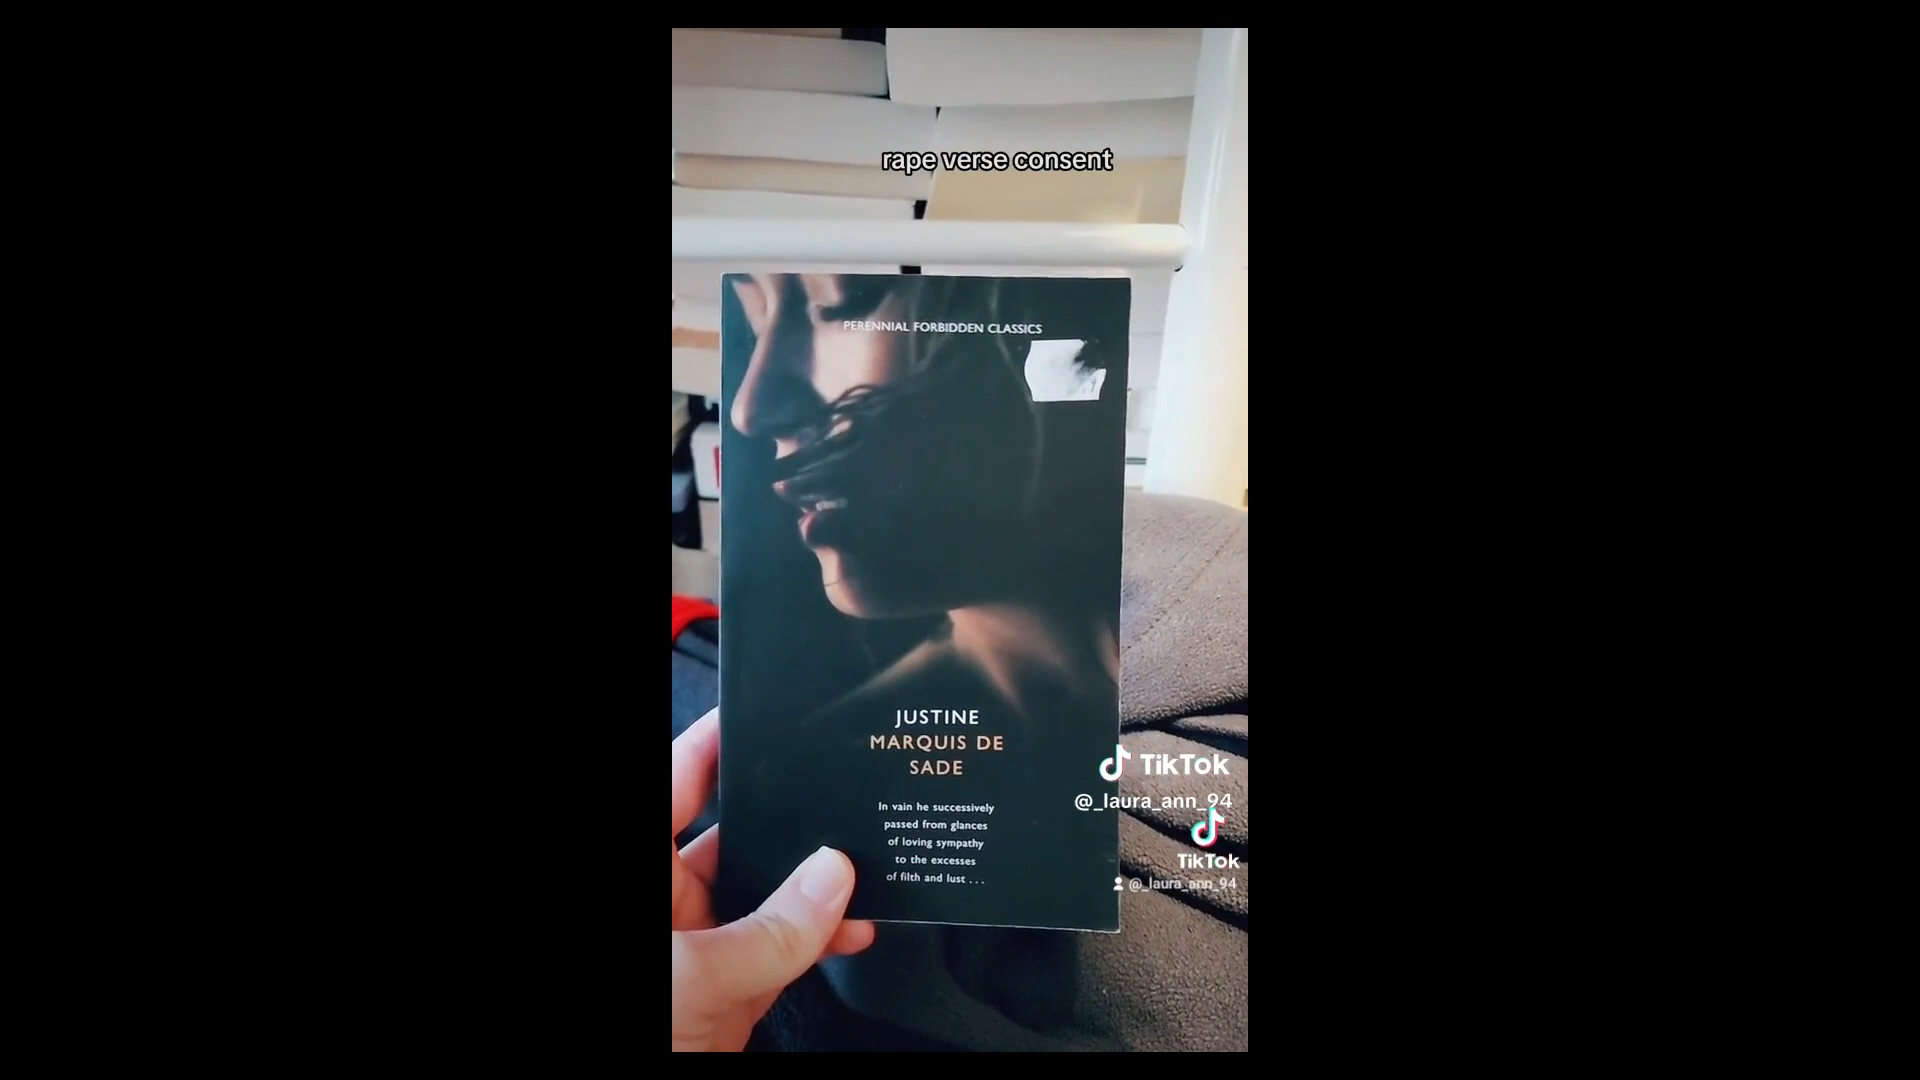 rape verse consent
PERENNIAL FORBIDDEN CLASSICS
JUSTINE
MARQUIS DE
SADE
In vain he successively
passed from glances
of loving sympathy
to the excesses
of filth and lust . . .
TikTok
@_laura_ann_94
TikTok
@_laura_ann_94